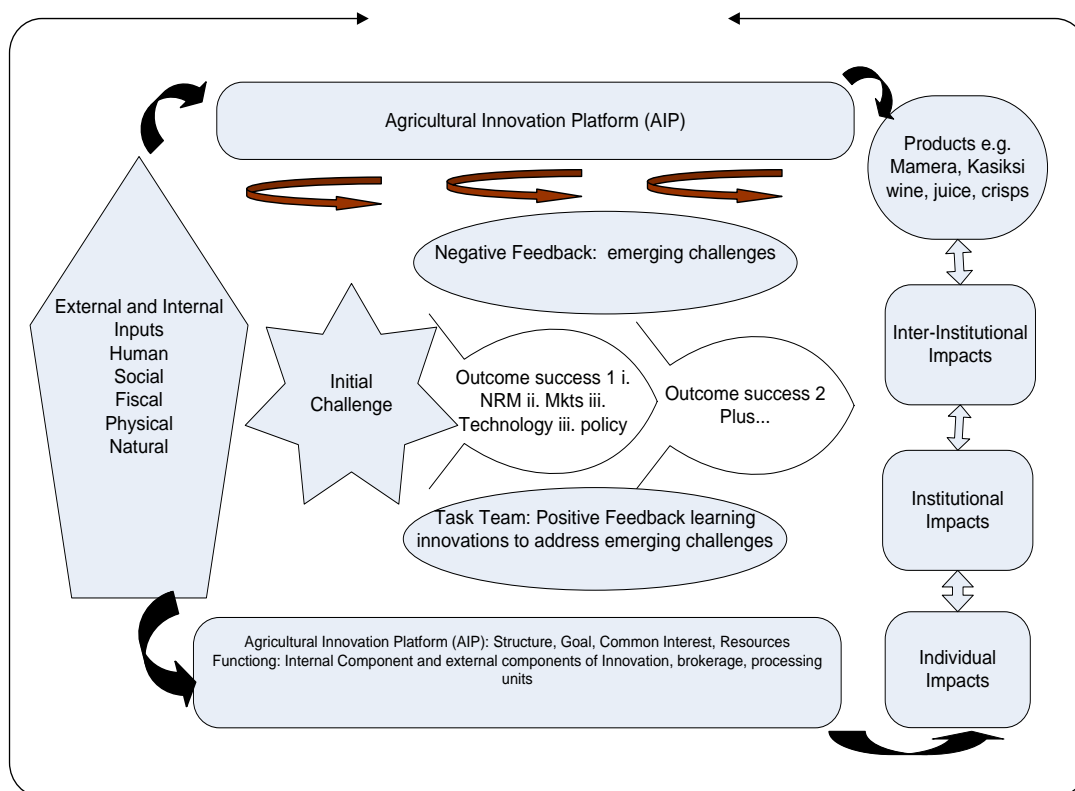 Agricultural Innovation Platform (AIP)
Products e.g.
Mamera, Kasiksi
wine, juice, crisps
Negative Feedback:  emerging challenges
External and Internal
Inputs
Human
Social
Fiscal
Physical
Natural
Initial
Challenge
Outcome success 1 i.
NRM ii. Mkts iii.
Technology iii. policy
Outcome success 2
Plus...
Inter-Institutional
Impacts
Task Team: Positive Feedback learning
innovations to address emerging challenges
Institutional
Impacts
Agricultural Innovation Platform (AIP): Structure, Goal, Common Interest, Resources
Functiong: Internal Component and external components of Innovation, brokerage, processing
units
Individual
Impacts